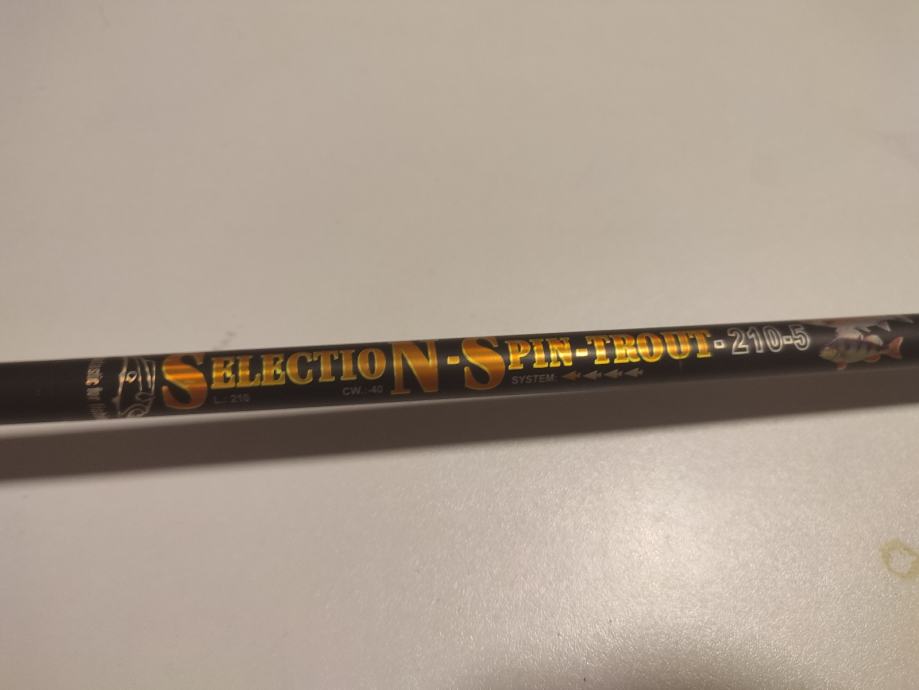 SELECTION-SPIN-TROUT-210-5
L.: 210 CW.:-40 SYSTEM: